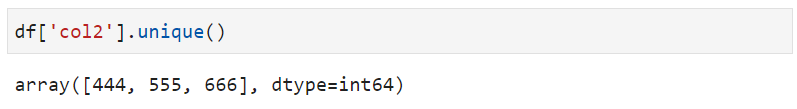 df['col2'].unique()
array([444, 555, 666], dtype=int64)